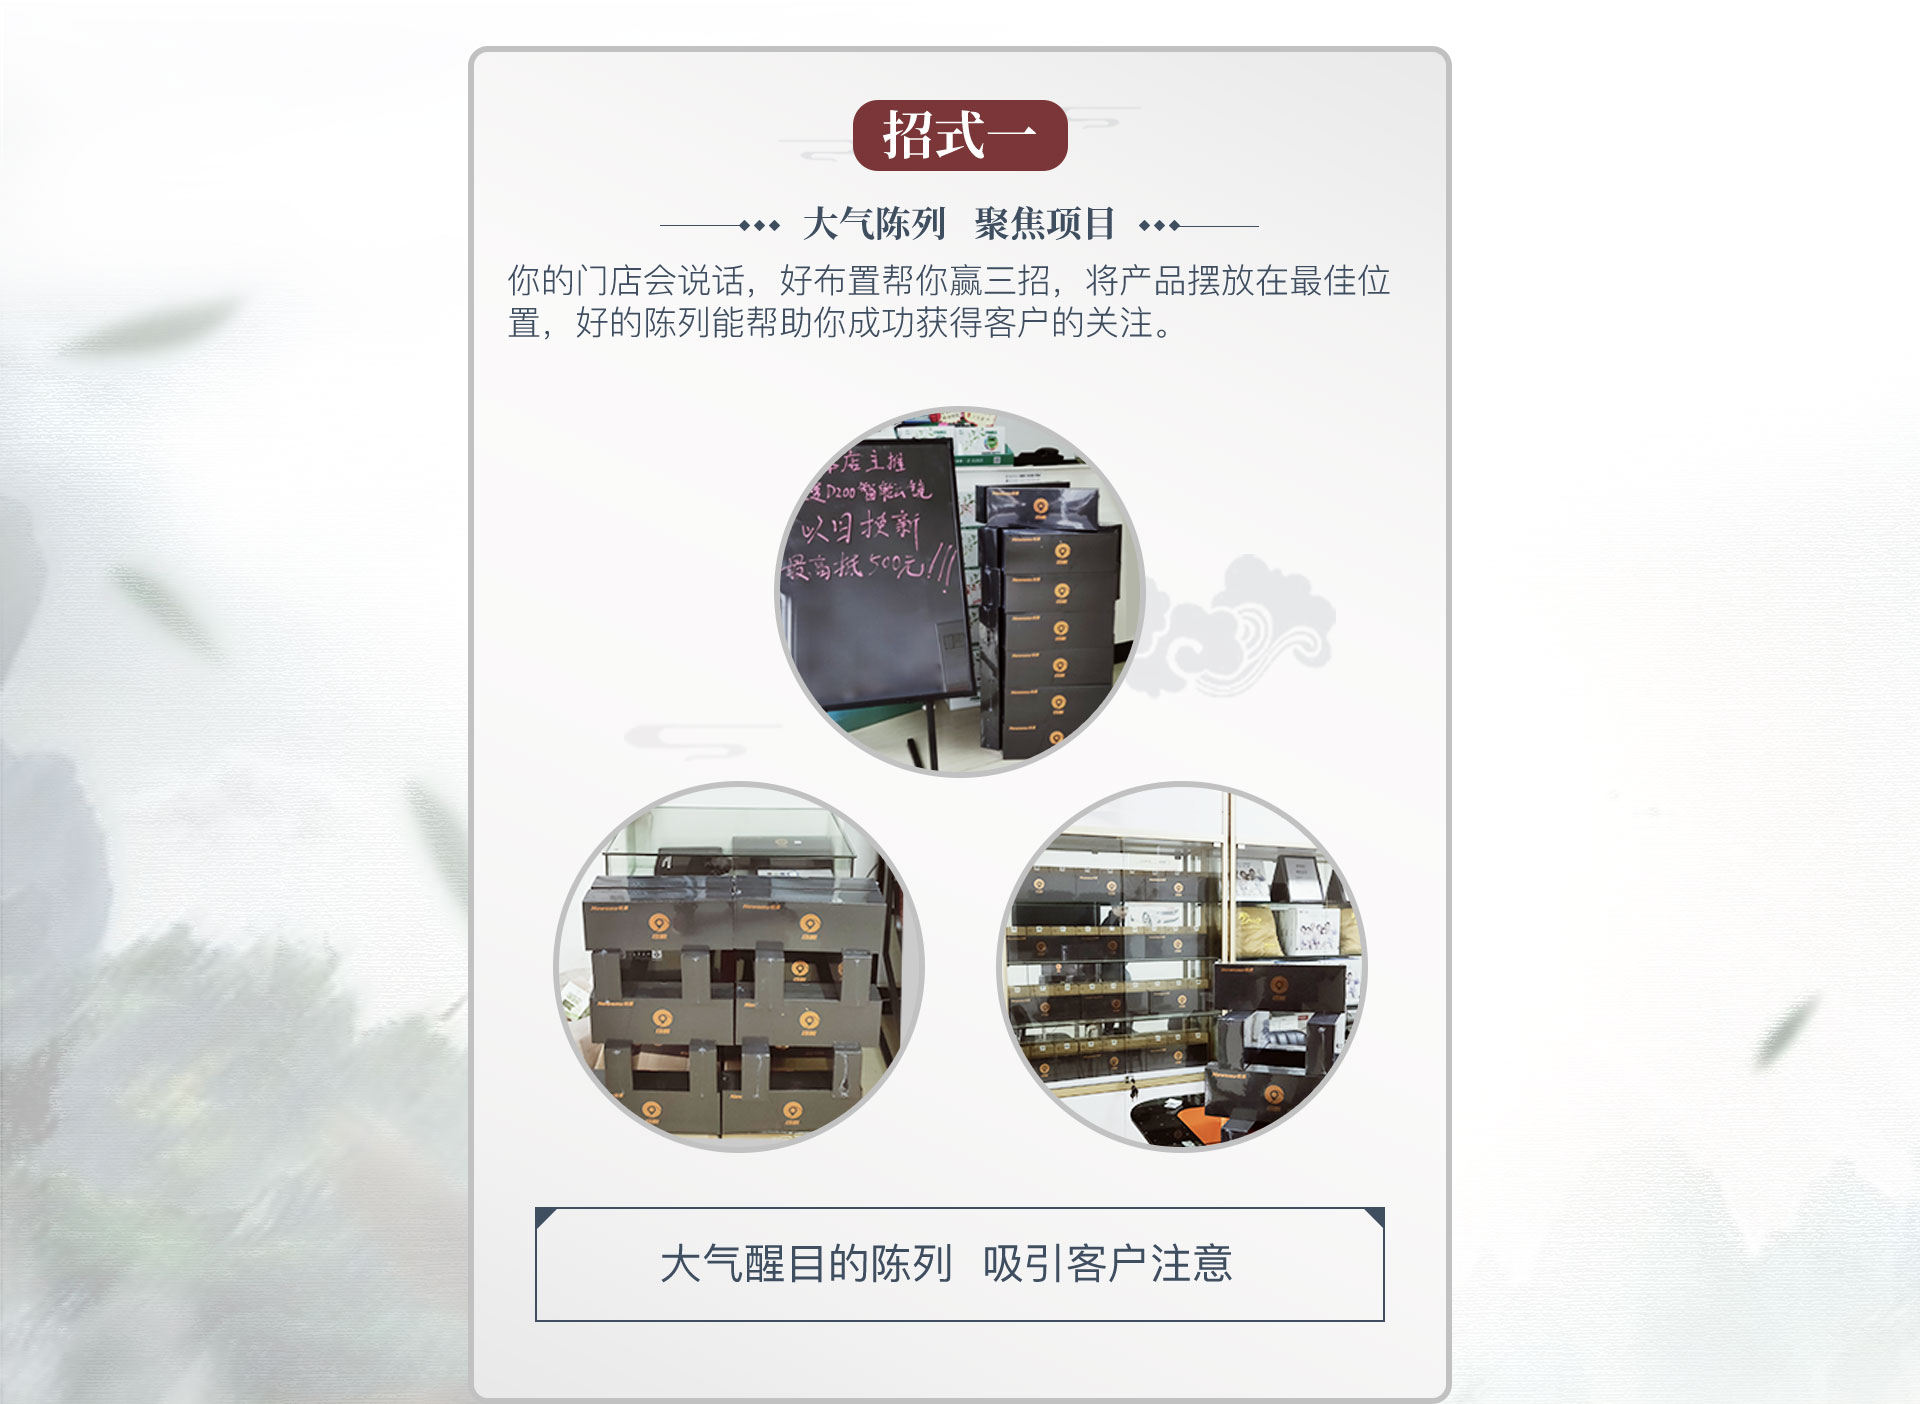 招式一
大气陈列 聚焦项目
你的门店会说话，好布置帮你赢三招，将产品摆放在最佳位
置，好的陈列能帮助你成功获得客户的关注。
店主推
D200智能云镜
以旧换新
最高抵500元!!!
大气醒目的陈列 吸引客户注意